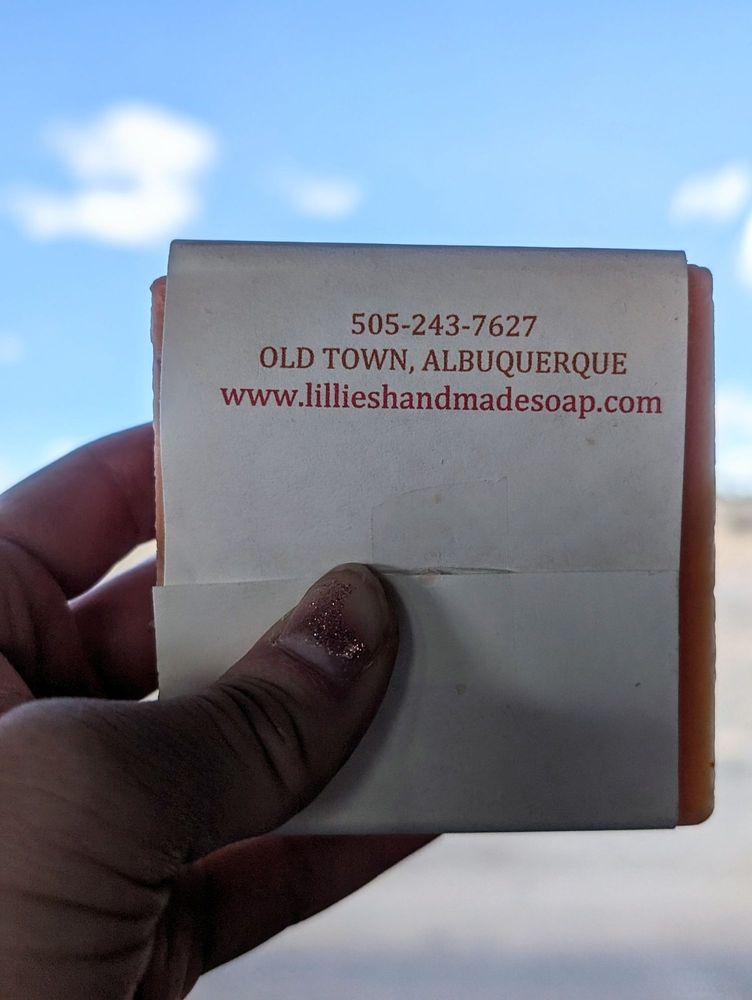 505-243-7627
OLD TOWN, ALBUQUERQUE
www.lillieshandmadesoap.com